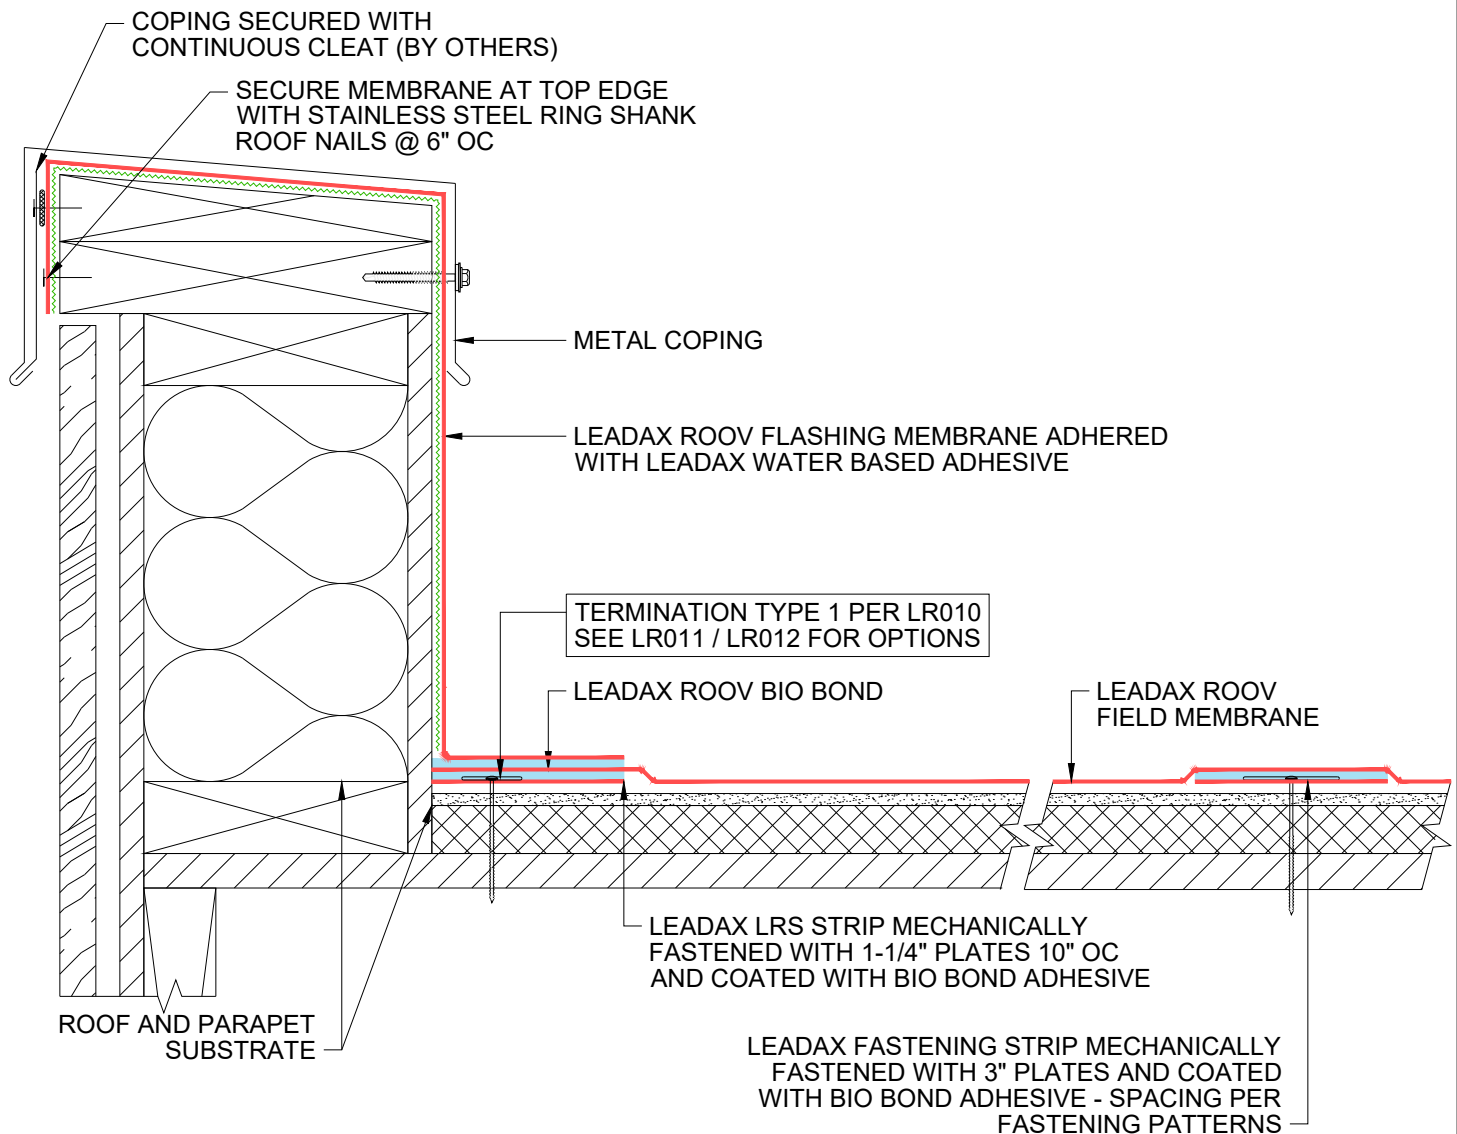 COPING SECURED WITH
CONTINUOUS CLEAT (BY OTHERS)
SECURE MEMBRANE AT TOP EDGE
WITH STAINLESS STEEL RING SHANK
ROOF NAILS @ 6" OC
METAL COPING
LEADAX ROOV FLASHING MEMBRANE ADHERED
WITH LEADAX WATER BASED ADHESIVE
TERMINATION TYPE 1 PER LR010
SEE LR011 / LR012 FOR OPTIONS
LEADAX ROOV BIO BOND
LEADAX ROOV
FIELD MEMBRANE
LEADAX LRS STRIP MECHANICALLY
FASTENED WITH 1-1/4" PLATES 10" OC
AND COATED WITH BIO BOND ADHESIVE
ROOF AND PARAPET
SUBSTRATE
LEADAX FASTENING STRIP MECHANICALLY
FASTENED WITH 3" PLATES AND COATED
WITH BIO BOND ADHESIVE - SPACING PER
FASTENING PATTERNS